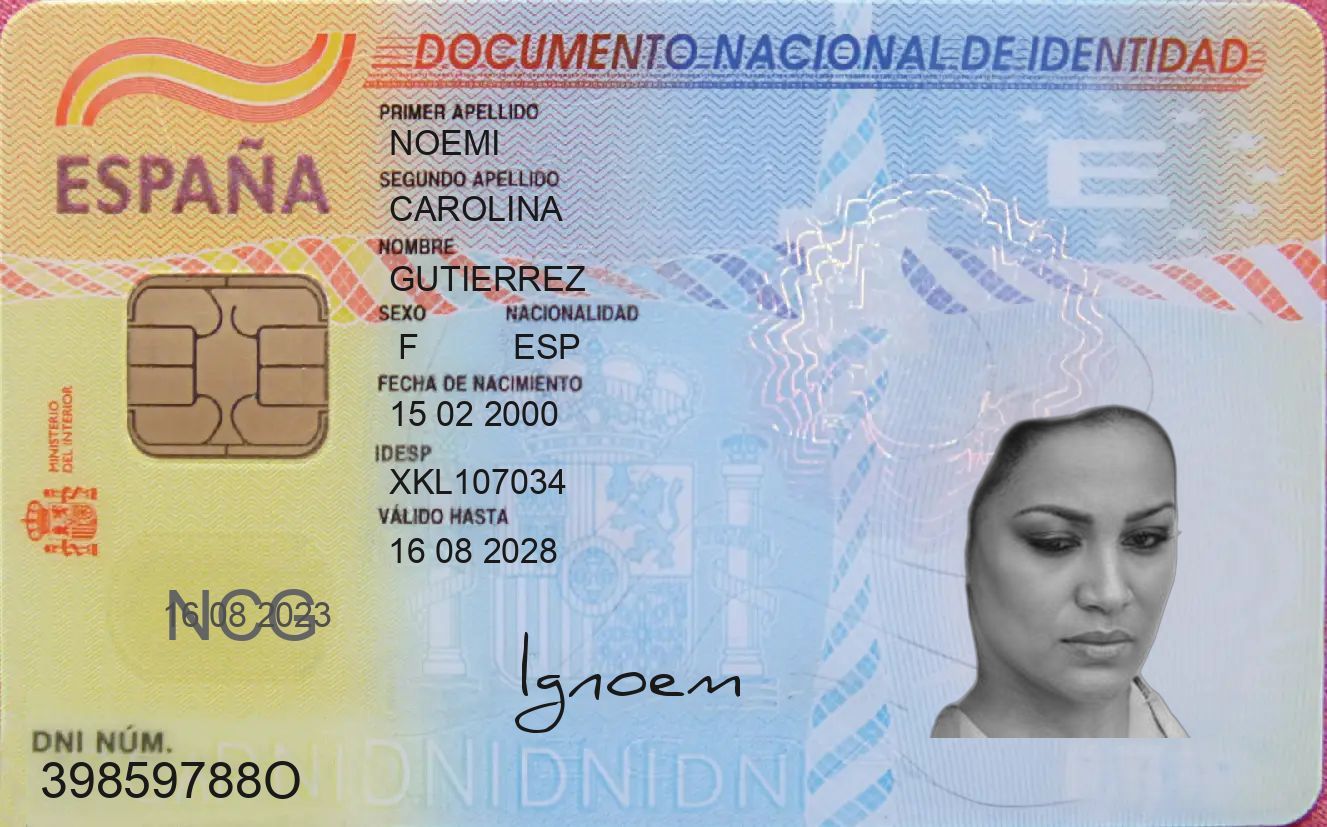 DOCUMENTO NACIONAL DE IDENTIDAD
ESPAÑA
PRIMER APELLIDO
NOEMI
SEGUNDO APELLIDO
CAROLINA
NOMBRE
GUTIERREZ
SEXO NACIONALIDAD
F ESP
FECHA DE NACIMIENTO
15 02 2000
IDESP
XKL107034
VÁLIDO HASTA
16 08 2028
MINISTERIO
DEL INTERIOR
NCG
16 08 2023
Ignoem
DNI NÚM.
39859788O
DNIDNIDNIDNI
E